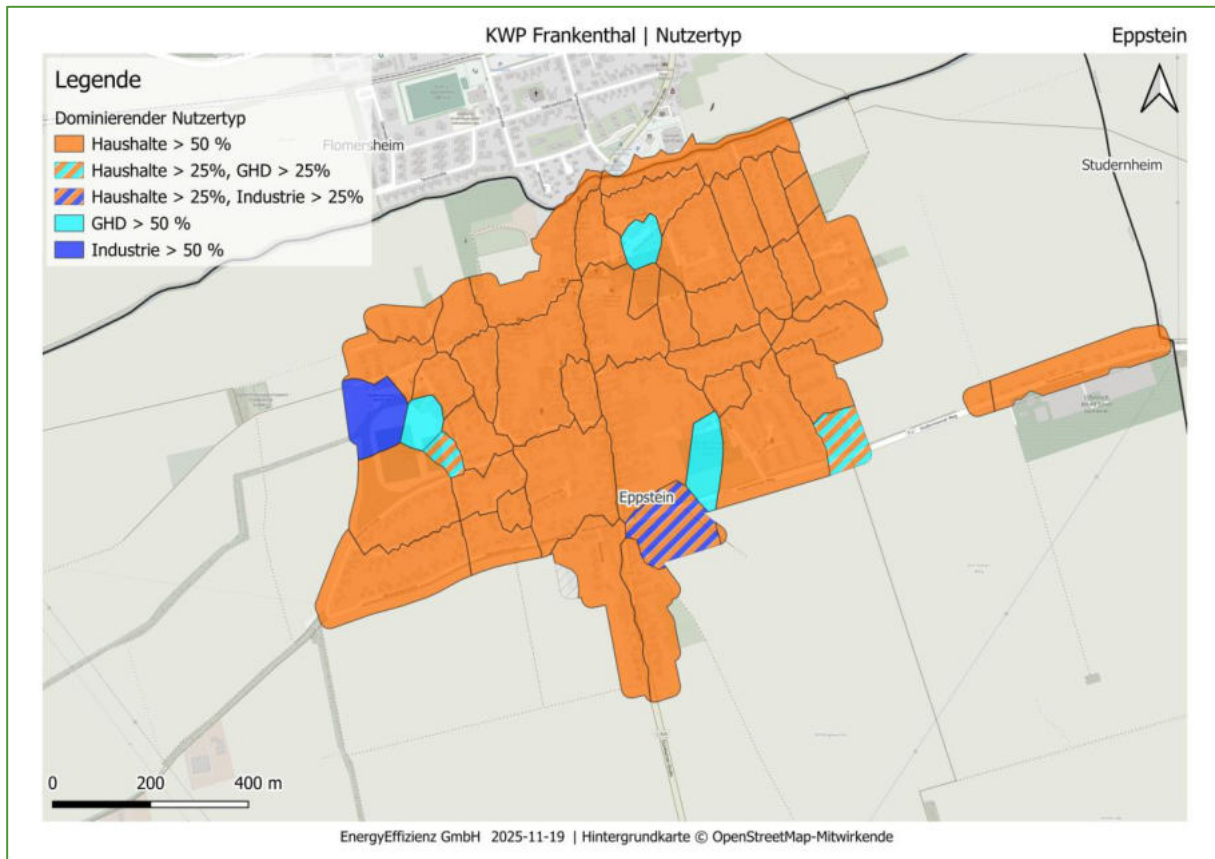 KWP Frankenthal | Nutzertyp
Eppstein
Legende
Dominierender Nutzertyp
Haushalte > 50 %
Haushalte > 25%, GHD > 25%
Haushalte > 25%, Industrie > 25%
GHD > 50 %
Industrie > 50 %
Flomersheim
Studernheim
Eppstein
0 200 400 m
EnergyEffizienz GmbH 2025-11-19 | Hintergrundkarte © OpenStreetMap-Mitwirkende